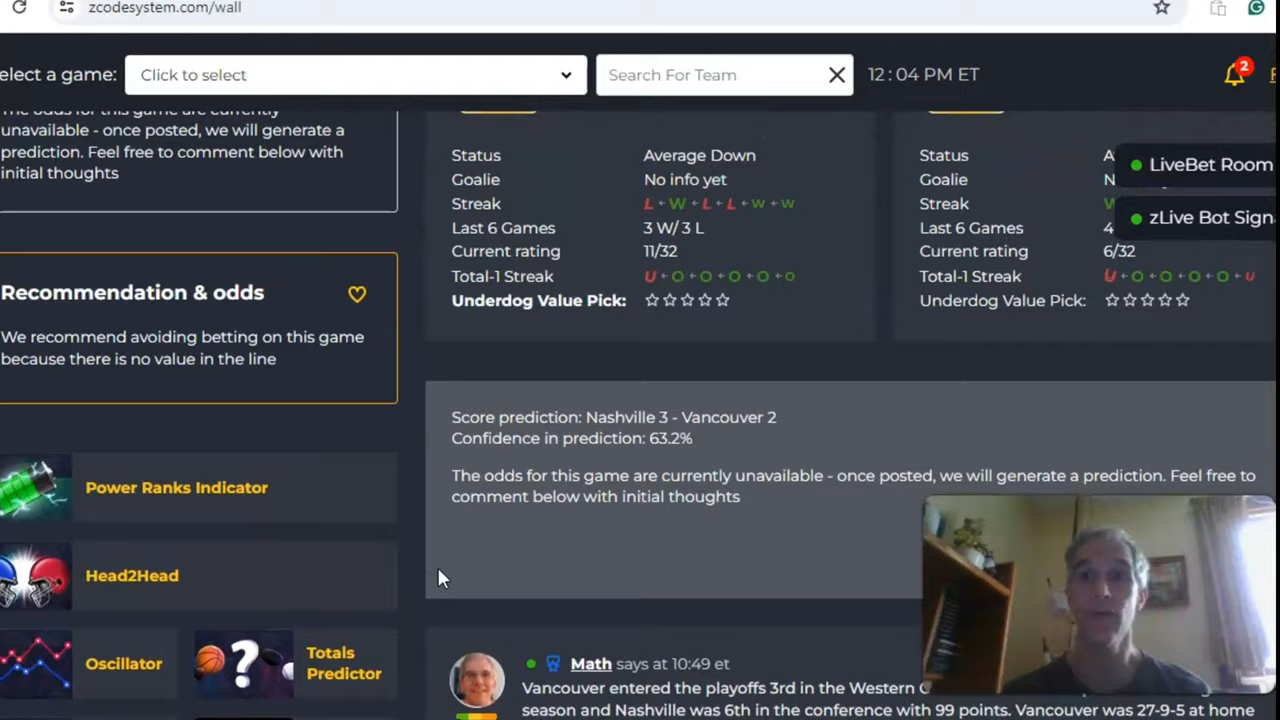 zcodesystem.com/wall
elect a game:
Click to select
Search For Team
12:04 PM ET
2
The odds for this game are currently
unavailable - once posted, we will generate a
prediction. Feel free to comment below with
initial thoughts
Recommendation & odds
We recommend avoiding betting on this game
because there is no value in the line
Power Ranks Indicator
Head2Head
Oscillator
?
Totals
Predictor
Status Average Down
Goalie No info yet
Streak L W L L W W
Last 6 Games 3 W/ 3 L
Current rating 11/32
Total-1 Streak U O O O O O
Underdog Value Pick:
Status A
Goalie N
Streak W
Last 6 Games 4
Current rating 6/32
Total-1 Streak U O O O O U
Underdog Value Pick:
LiveBet Room
zLive Bot Sign
Score prediction: Nashville 3 - Vancouver 2
Confidence in prediction: 63.2%
The odds for this game are currently unavailable - once posted, we will generate a prediction. Feel free to
comment below with initial thoughts
Math says at 10:49 et
Vancouver entered the playoffs 3rd in the Western
season and Nashville was 6th in the conference with 99 points. Vancouver was 27-9-5 at home